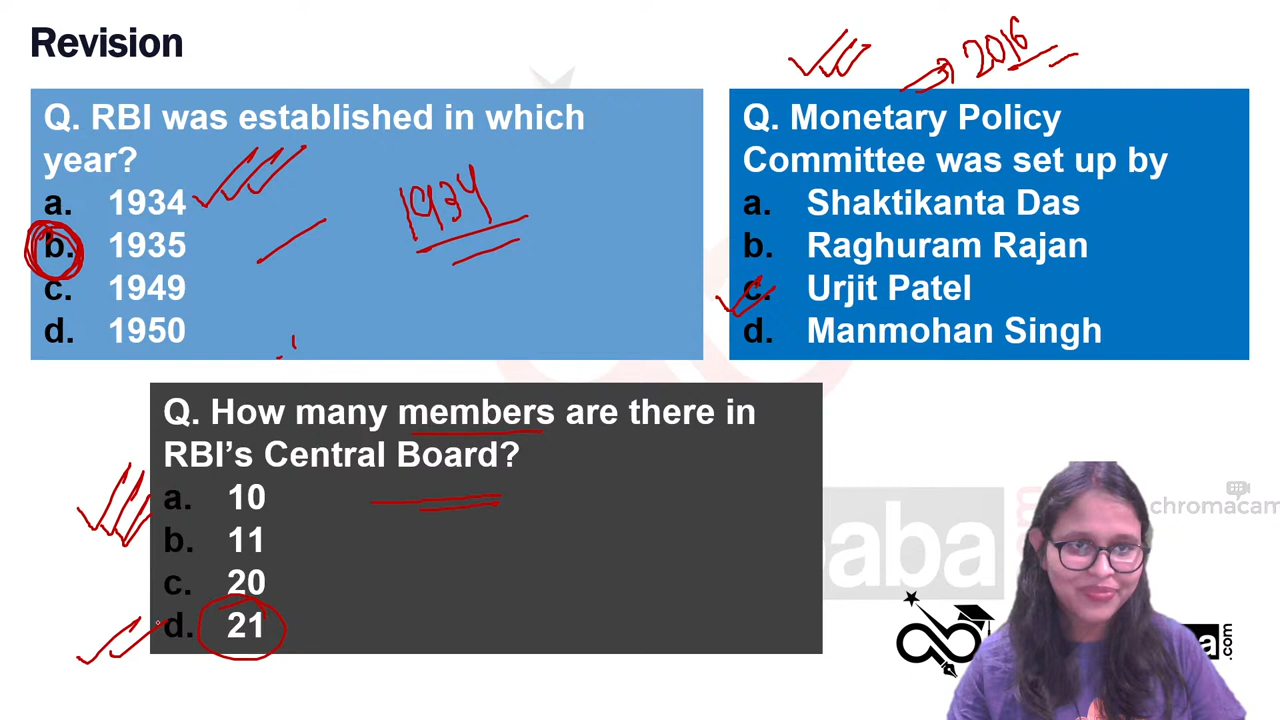 Revision
2016
Q. RBI was established in which
year?
a. 1934
b. 1935
c. 1949
d. 1950
1934
Q. Monetary Policy
Committee was set up by
a. Shaktikanta Das
b. Raghuram Rajan
c. Urjit Patel
d. Manmohan Singh
Q. How many members are there in
RBI's Central Board?
a. 10
b. 11
c. 20
d. 21
chromacam
aba
.com